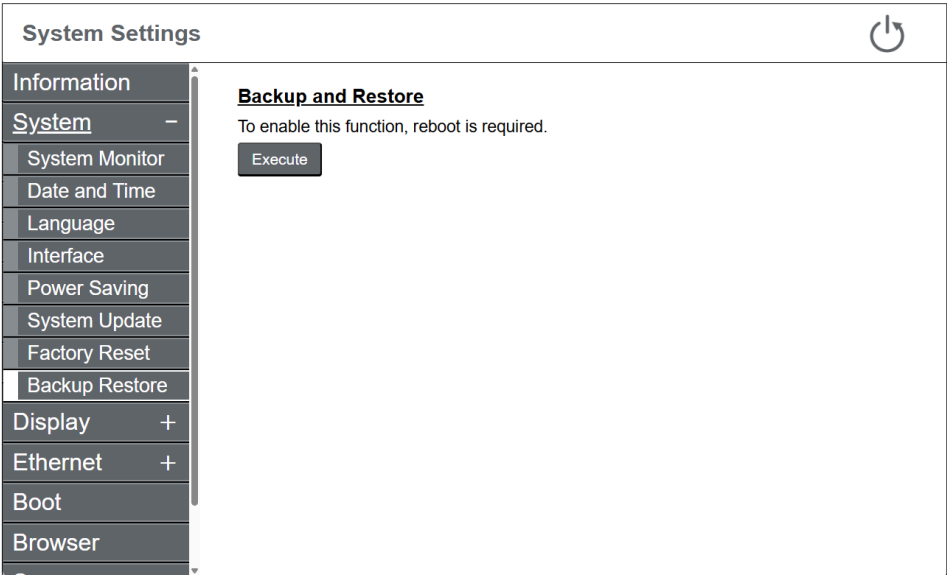 System Settings
Information
System −
System Monitor
Date and Time
Language
Interface
Power Saving
System Update
Factory Reset
Backup Restore
Display +
Ethernet +
Boot
Browser
Backup and Restore
To enable this function, reboot is required.
Execute